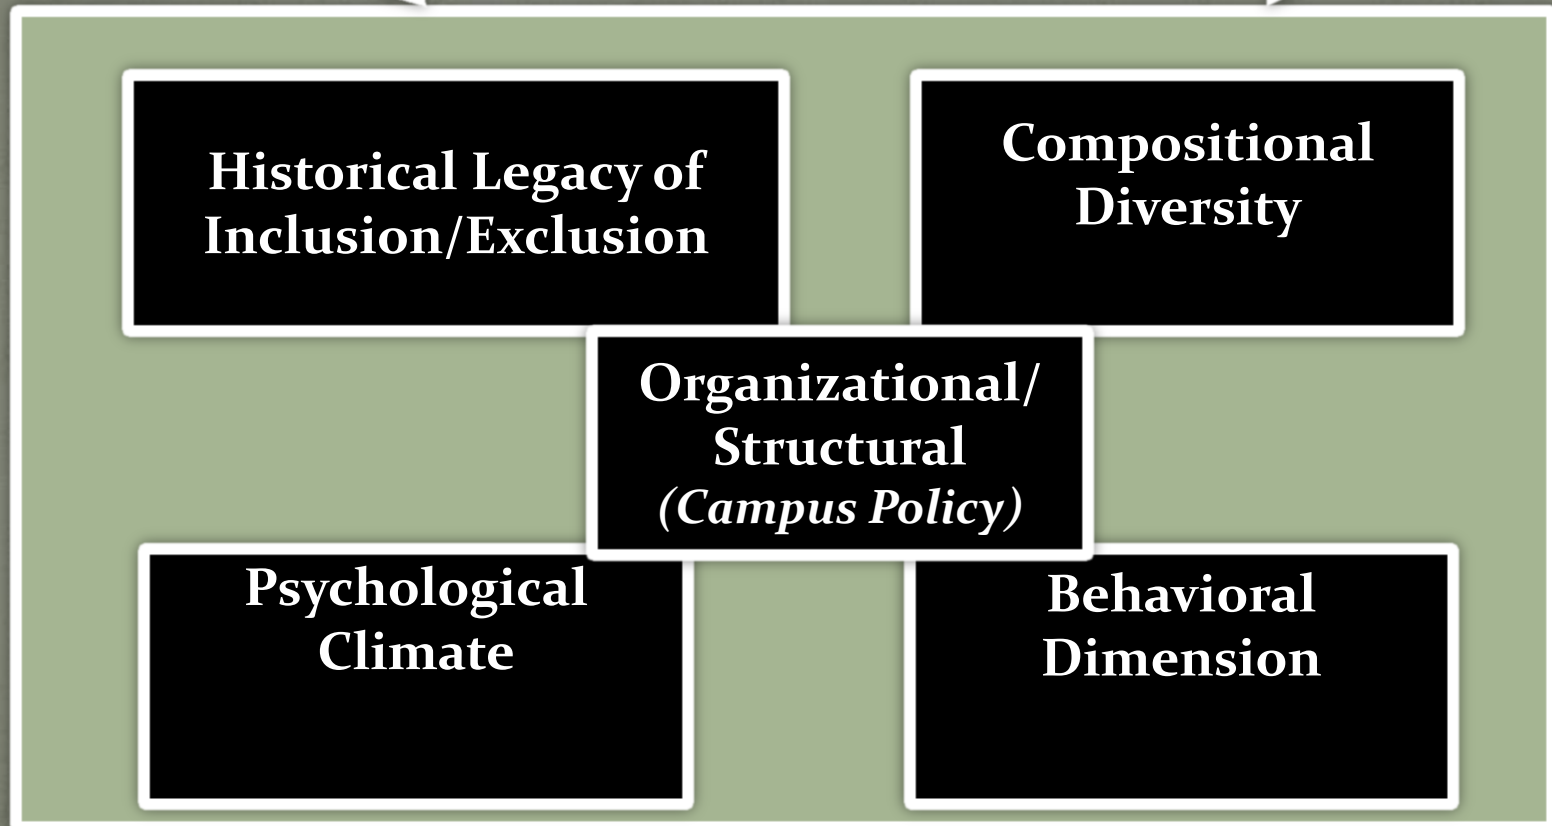 Historical Legacy of
Inclusion/Exclusion
Compositional
Diversity
Organizational/
Structural
(Campus Policy)
Psychological
Climate
Behavioral
Dimension